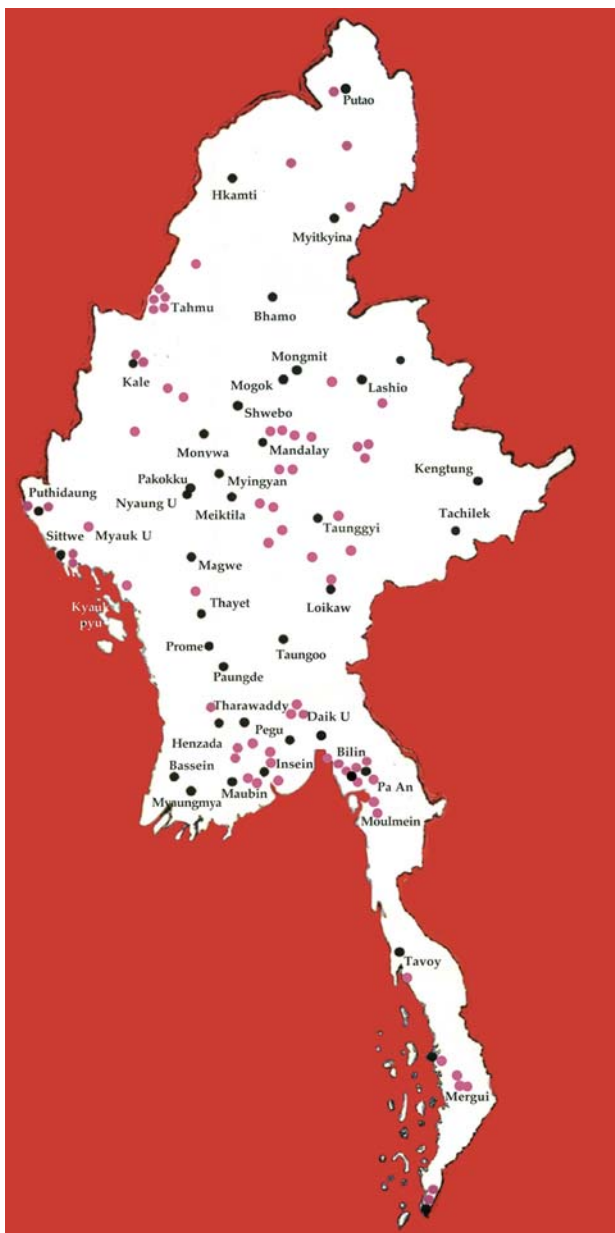 Putao
Hkamti
Myitkyina
Tahmu
Bhamo
Mongmit
Kale
Mogok
Lashio
Shwebo
Monywa
Mandalay
Kengtung
Pakokku
Myingyan
Puthidaung
Nyaung U
Meiktila
Tachilek
Sittwe
Myauk U
Taunggyi
Magwe
Kyauk
pyu
Thayet
Loikaw
Prome
Taungoo
Paungde
Tharawaddy
Daik U
Pegu
Henzada
Bilin
Bassein
Insein
Maubin
Pa An
Myaungmya
Moulmein
Tavoy
Mergui